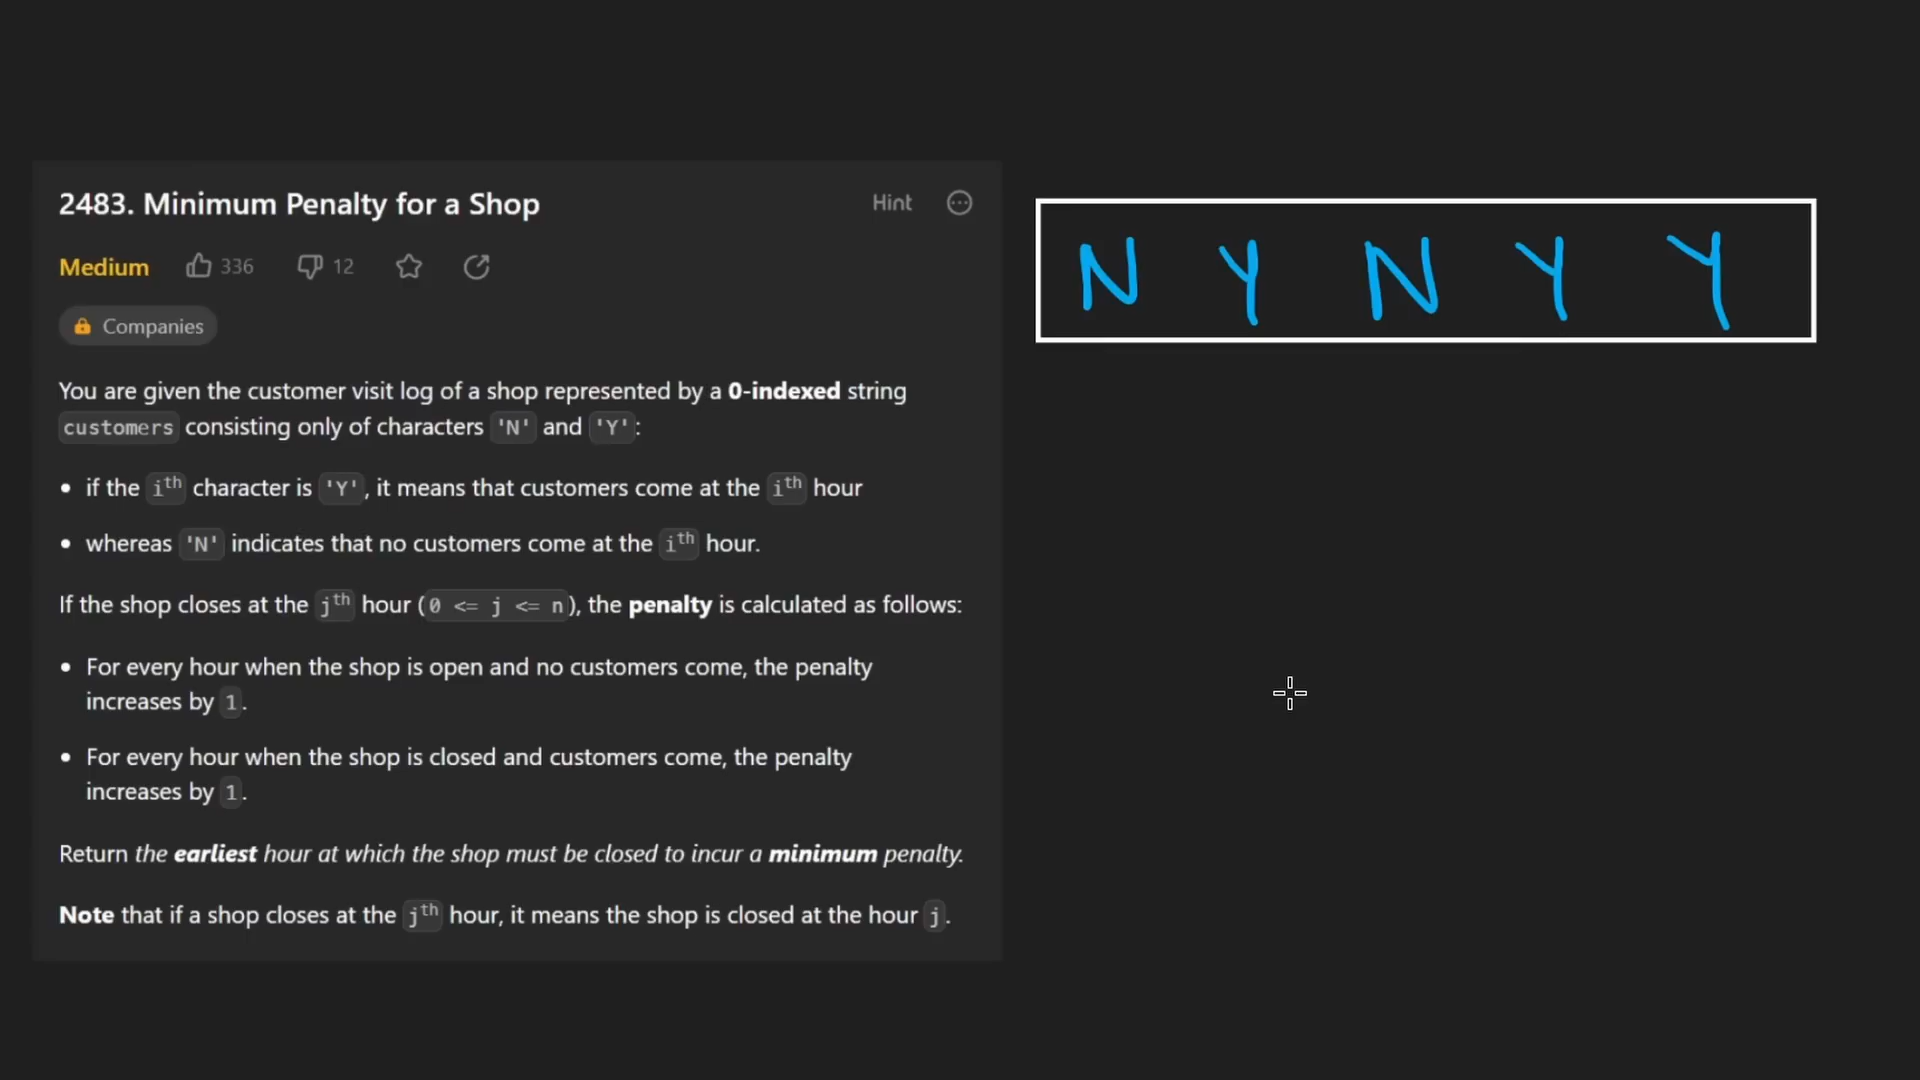 2483. Minimum Penalty for a Shop
Hint
Medium 336 12
Companies
You are given the customer visit log of a shop represented by a 0-indexed string
customers consisting only of characters 'N' and 'Y':
• if the ith character is 'Y', it means that customers come at the ith hour
• whereas 'N' indicates that no customers come at the ith hour.
If the shop closes at the jth hour (0 <= j <= n), the penalty is calculated as follows:
• For every hour when the shop is open and no customers come, the penalty
increases by 1.
• For every hour when the shop is closed and customers come, the penalty
increases by 1.
Return the earliest hour at which the shop must be closed to incur a minimum penalty.
Note that if a shop closes at the jth hour, it means the shop is closed at the hour j.
N Y N Y Y